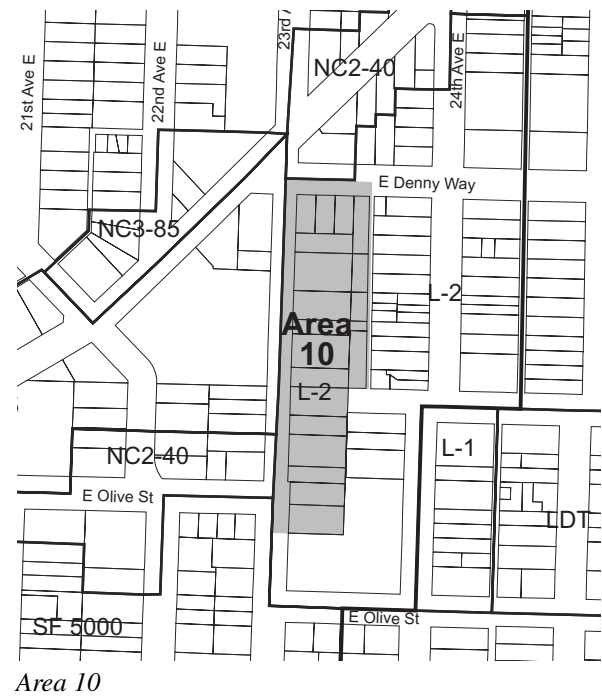 21st Ave E
22nd Ave E
23rd A
24th Ave E
NC2-40
E Denny Way
NC3-85
L-2
Area
10
L-2
NC2-40
L-1
E Olive St
LDT
SF 5000
E Olive St
Area 10